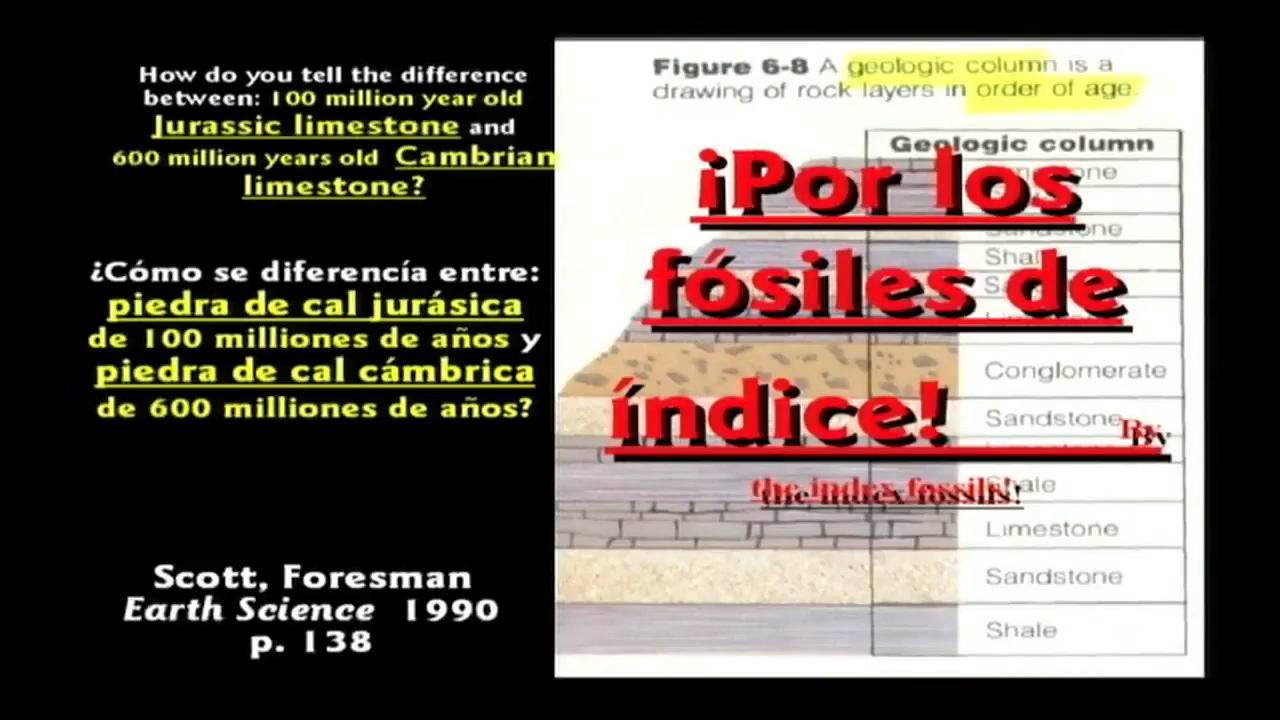 How do you tell the difference
between: 100 million year old
Jurassic limestone and
600 million years old Cambrian
limestone?
¿Cómo se diferencía entre:
piedra de cal jurásica
de 100 milliones de años y
piedra de cal cámbrica
de 600 milliones de años?
Scott, Foresman
Earth Science 1990
p. 138
Figure 6-8 A geologic column is a
drawing of rock layers in order of age.
Geologic column
¡Por los
fósiles de
índice!
By
the index fossils!
Sandstone
Shale
Conglomerate
Sandstone
Shale
Limestone
Sandstone
Shale